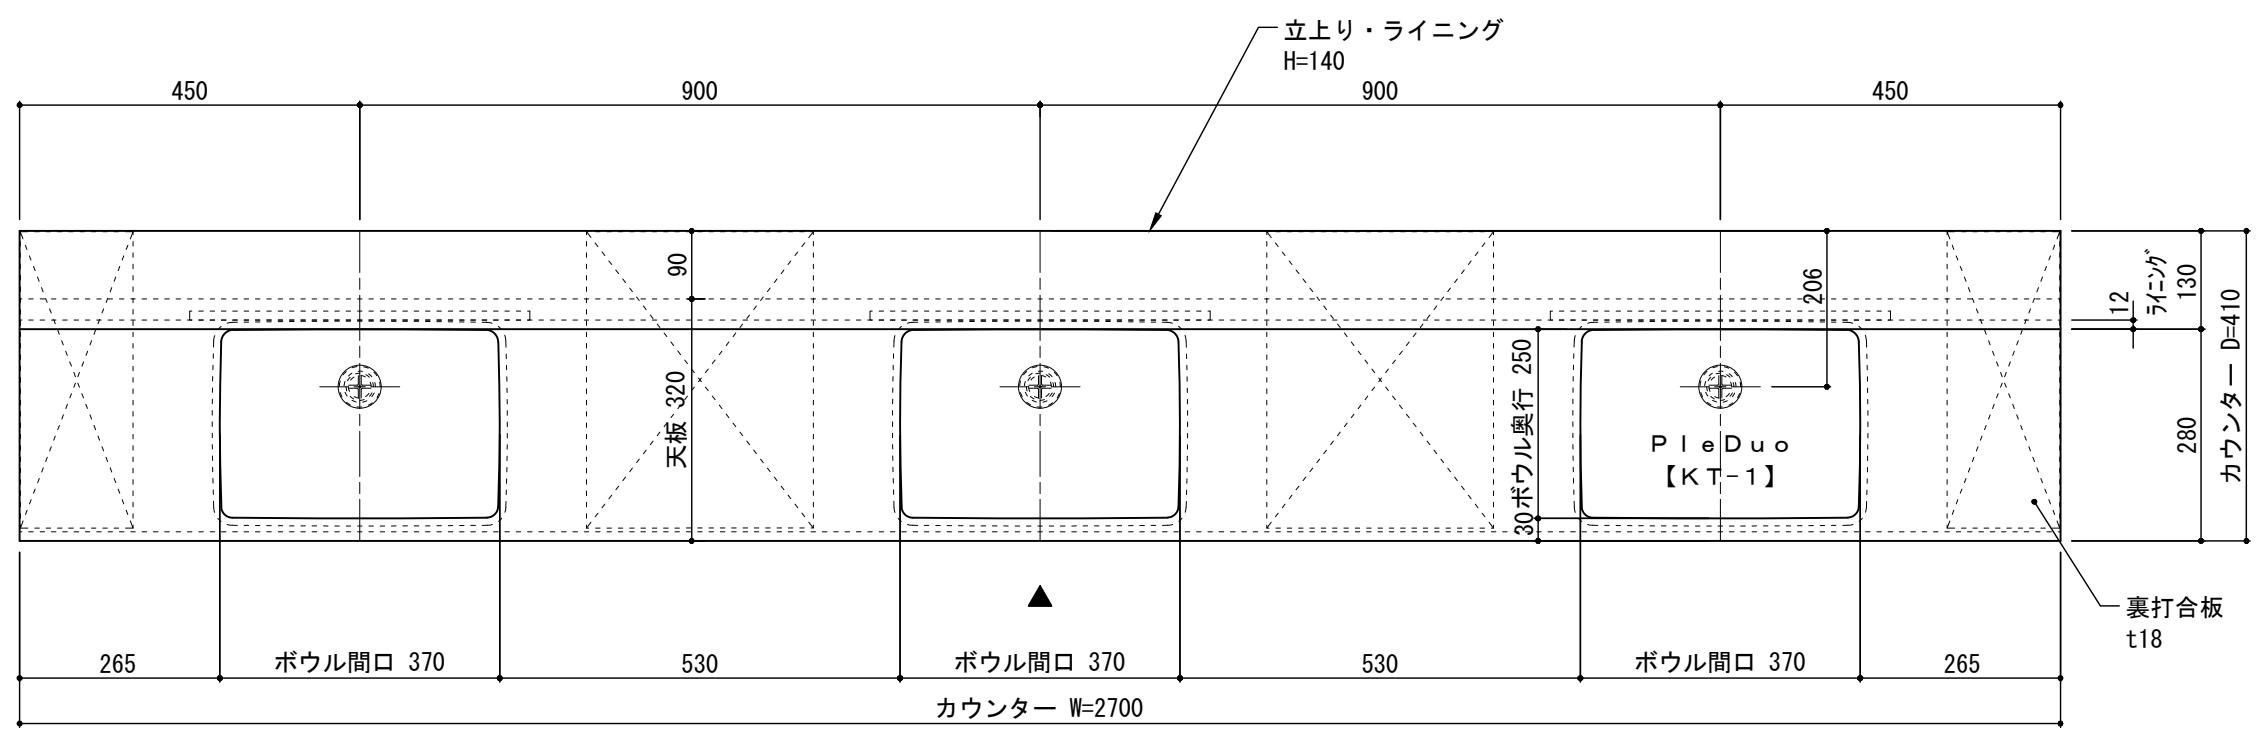 立上り・ライニング
H=140
450
900
900
450
90
天板 320
206
12
ﾗｲﾆﾝｸﾞ
130
280
カウンター D=410
ボウル奥行 250
30
PleDuo
【KT-1】
裏打合板
t18
265
ボウル間口 370
530
ボウル間口 370
530
ボウル間口 370
265
カウンター W=2700